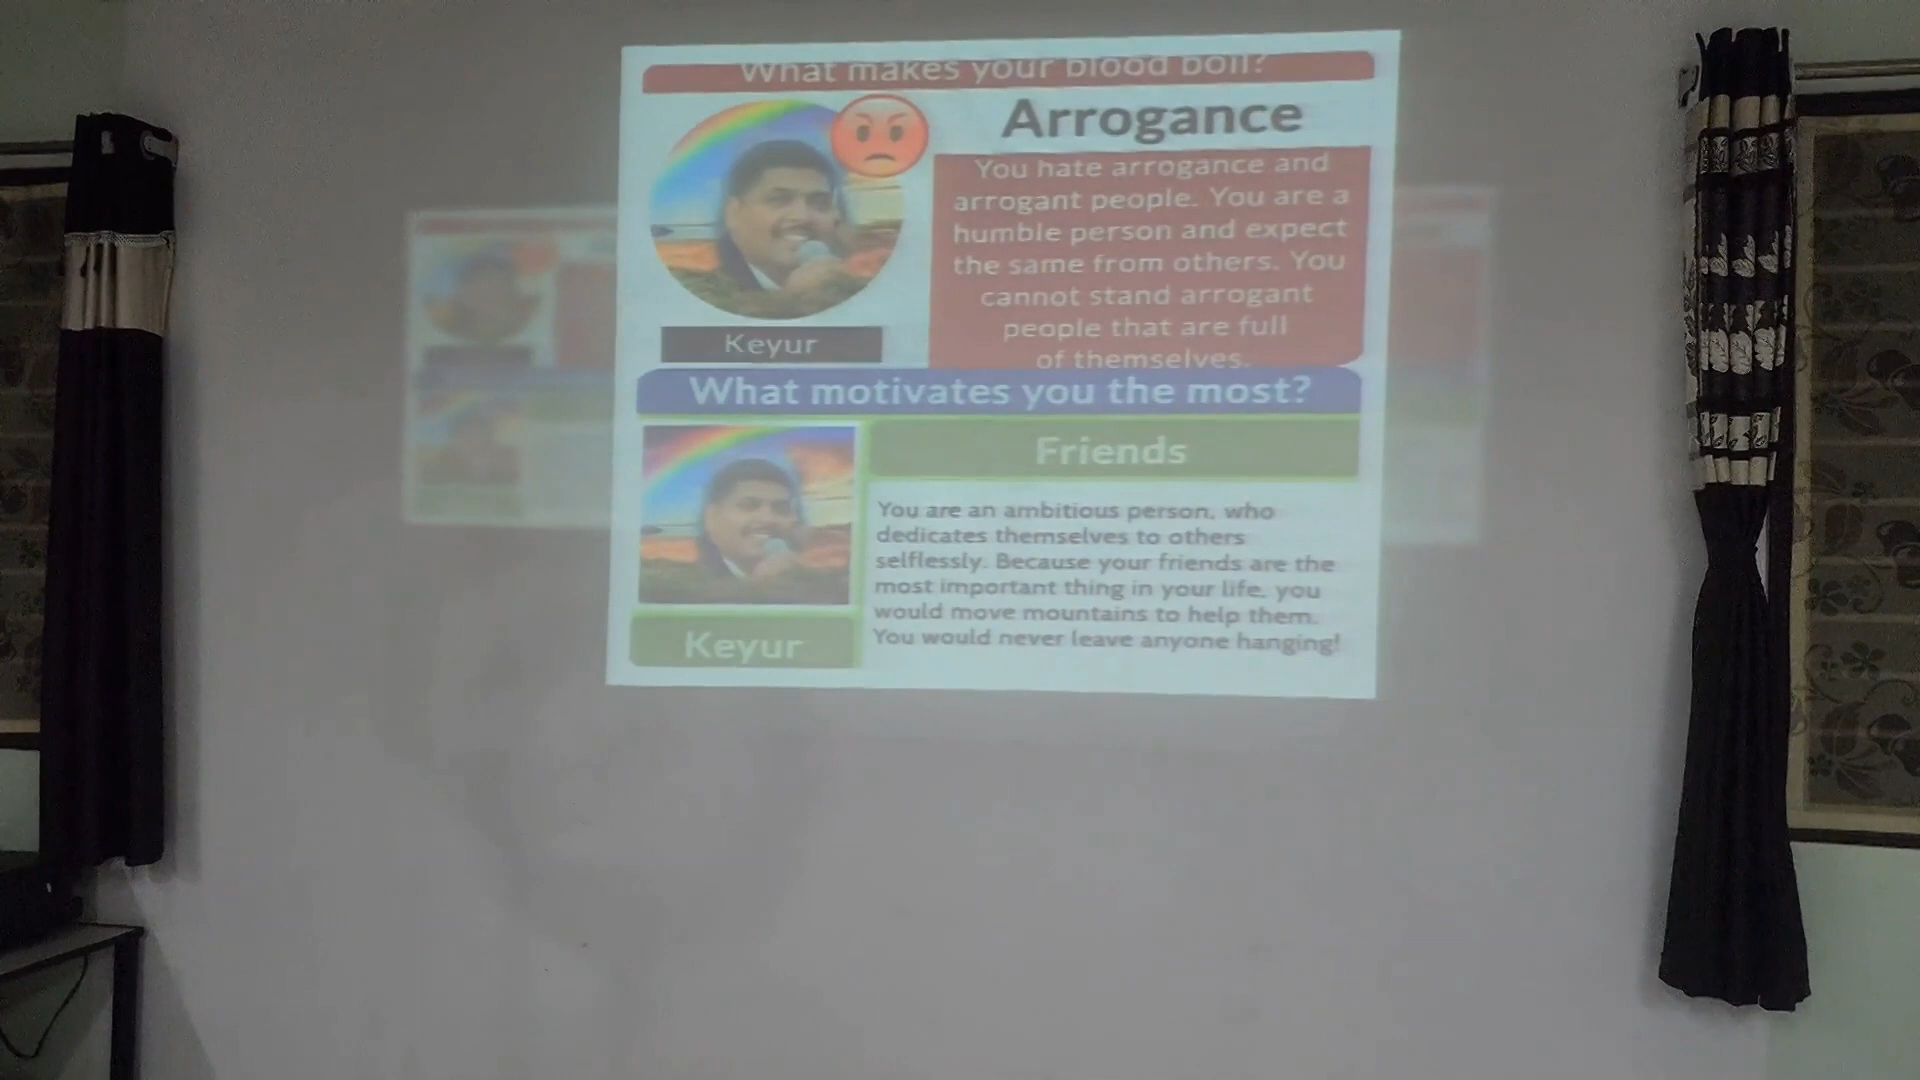 What makes your blood boil?
Arrogance
You hate arrogance and
arrogant people. You are a
humble person and expect
the same from others. You
cannot stand arrogant
people that are full
of themselves.
Keyur
What motivates you the most?
Friends
You are an ambitious person, who
dedicates themselves to others
selflessly. Because your friends are the
most important thing in your life, you
would move mountains to help them.
You would never leave anyone hanging!
Keyur